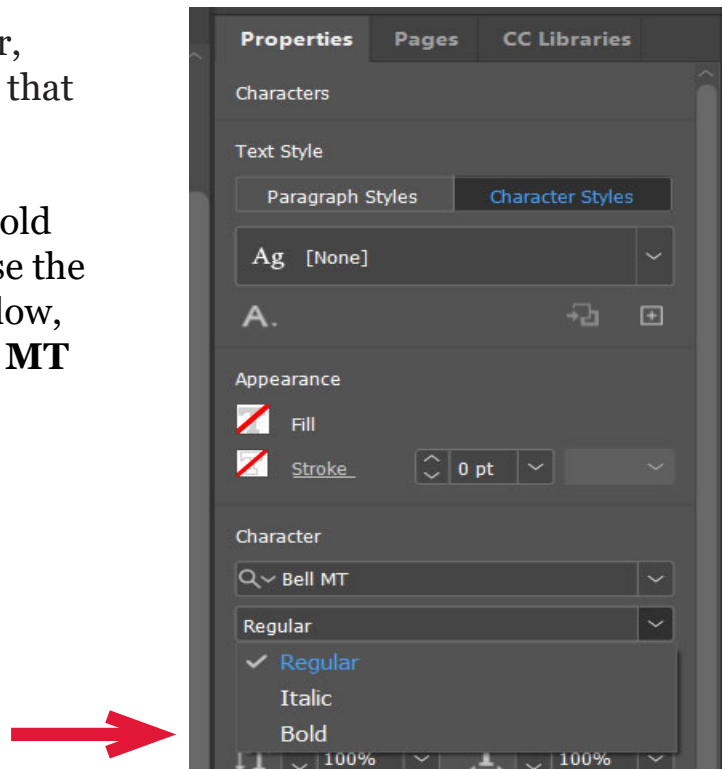 r,
that
old
se the
low,
MT
Properties Pages CC Libraries
Characters
Text Style
Paragraph Styles Character Styles
Ag [None]
A.
Appearance
Fill
Stroke 0 pt
Character
Bell MT
Regular
Regular
Italic
Bold
100% 100%